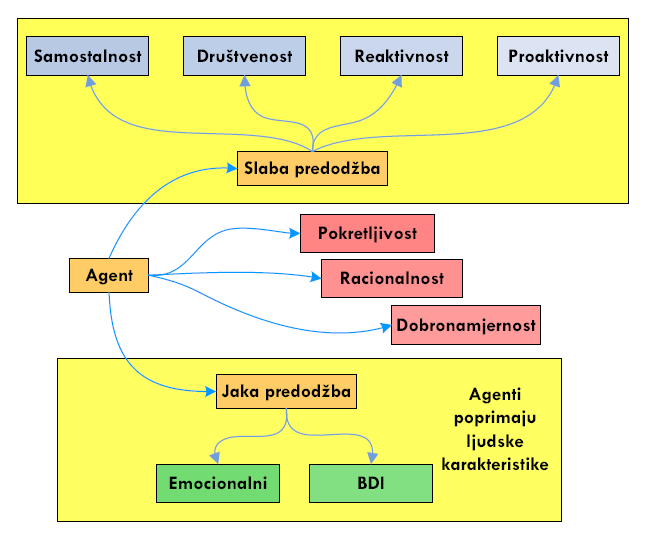 Samostalnost
Društvenost
Reaktivnost
Proaktivnost
Slaba predodžba
Pokretljivost
Agent
Racionalnost
Dobronamjernost
Jaka predodžba
Agenti
poprimaju
ljudske
karakteristike
Emocionalni
BDI